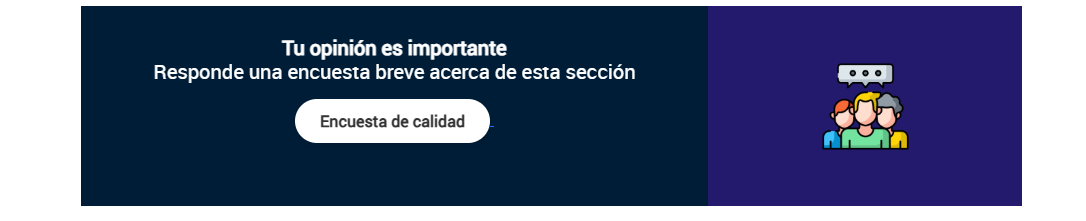 Tu opinión es importante
Responde una encuesta breve acerca de esta sección
Encuesta de calidad